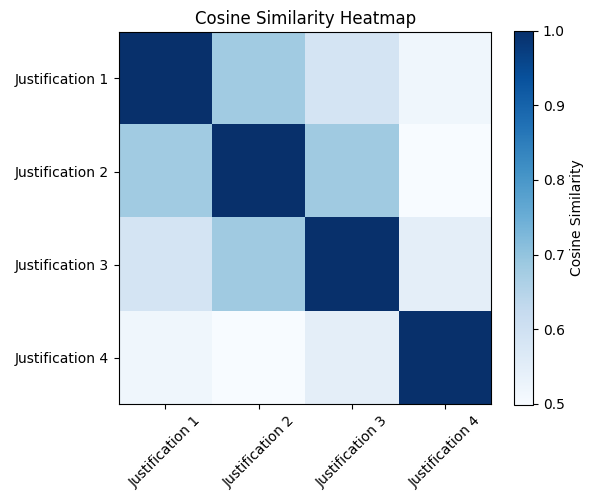 Cosine Similarity Heatmap
Justification 1
Justification 2
Justification 3
Justification 4
Justification 1
Justification 2
Justification 3
Justification 4
1.0
0.9
0.8
0.7
0.6
0.5
Cosine Similarity